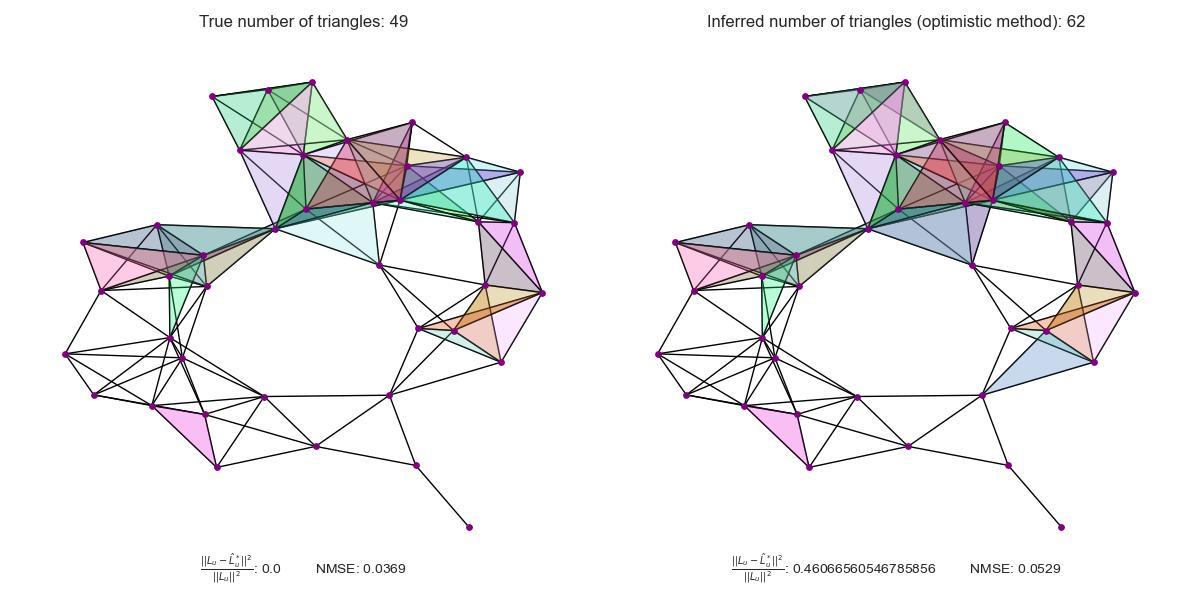 True number of triangles: 49
Inferred number of triangles (optimistic method): 62
$\frac{||L_u - \hat{L}_u^*||^2}{||L_u||^2}$: 0.0 NMSE: 0.0369
$\frac{||L_u - \hat{L}_u^*||^2}{||L_u||^2}$: 0.46066560546785856 NMSE: 0.0529